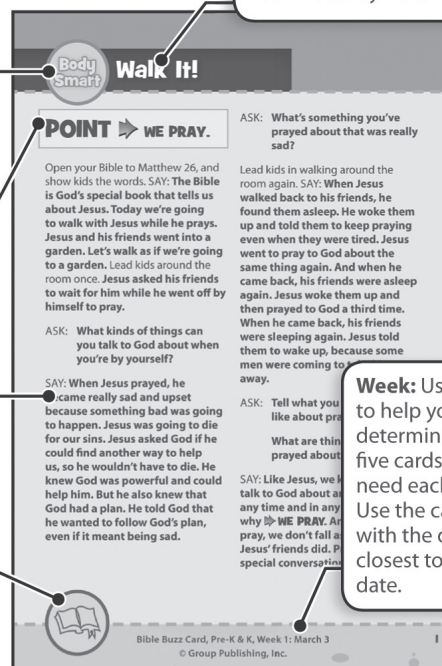 Body
Smart
Walk It!
POINT WE PRAY.
Open your Bible to Matthew 26, and
show kids the words. SAY: The Bible
is God's special book that tells us
about Jesus. Today we're going
to walk with Jesus while he prays.
Jesus and his friends went into a
garden. Let's walk as if we're going
to a garden. Lead kids around the
room once. Jesus asked his friends
to wait for him while he went off by
himself to pray.
ASK: What kinds of things can
you talk to God about when
you're by yourself?
SAY: When Jesus prayed, he
became really sad and upset
because something bad was going
to happen. Jesus was going to die
for our sins. Jesus asked God if he
could find another way to help
us, so he wouldn't have to die. He
knew God was powerful and could
help him. But he also knew that
God had a plan. He told God that
he wanted to follow God's plan,
even if it meant being sad.
ASK: What's something you've
prayed about that was really
sad?
Lead kids in walking around the
room again. SAY: When Jesus
walked back to his friends, he
found them asleep. He woke them
up and told them to keep praying
even when they were tired. Jesus
went to pray to God about the
same thing again. And when he
came back, his friends were asleep
again. Jesus woke them up and
then prayed to God a third time.
When he came back, his friends
were sleeping again. Jesus told
them to wake up, because some
men were coming to
away.
ASK: Tell what you
like about
What are
prayed about
SAY: Like Jesus, we
talk to God about
any time and in any
why WE PRAY.
pray, we don't fall
Jesus' friends did.
special
Week:
to help
five cards
need
Use the
with the
closest to
date.
Bible Buzz Card, Pre-K & K, Week 1: March 3
© Group Publishing, Inc.